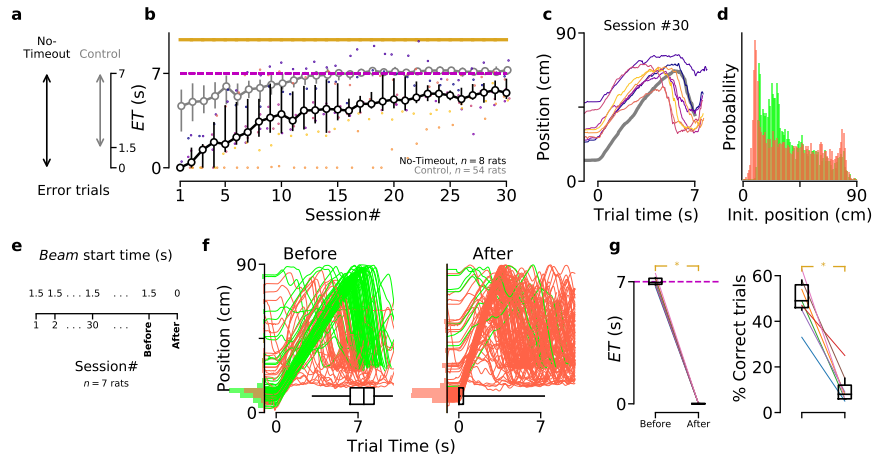 a
No-
Timeout
Control
7
1.5
0
Error trials
b
ET (s)
7
0
No-Timeout, n = 8 rats
Control, n = 54 rats
1 5 10 15 20 25 30
Session#
c
Session #30
Position (cm)
90
0
0 7
Trial time (s)
d
Probability
0 90
Init. position (cm)
e
Beam start time (s)
1.5 1.5 . . . 1.5 . . . 1.5 0
1 2 . . . 30 . . . Before After
Session#
n = 7 rats
f
Before After
Position (cm)
90
0
0 7 0 7
Trial Time (s)
g
*
ET (s)
7
0
Before After
*
% Correct trials
60
40
20
0